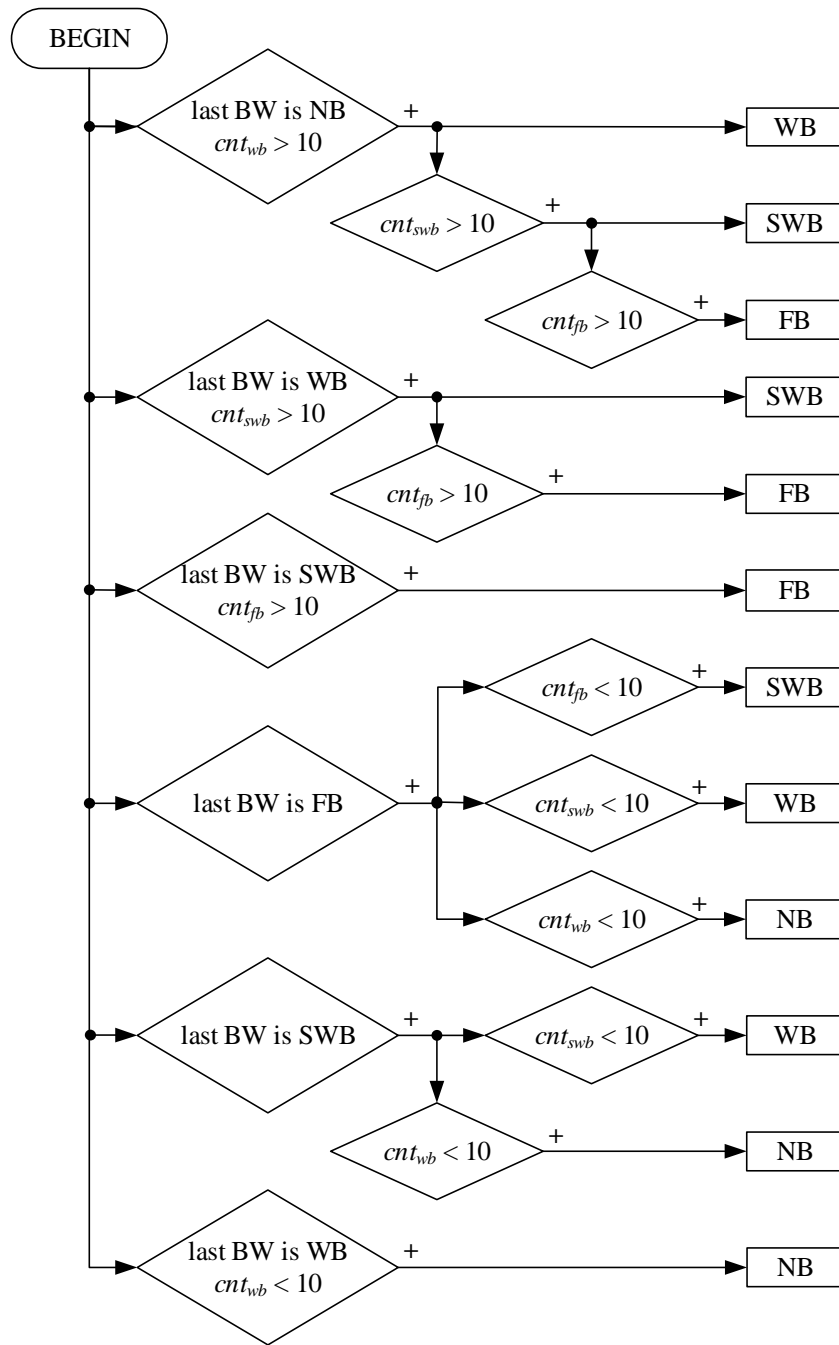 BEGIN
last BW is NB
cnt_wb > 10
+
WB
cnt_swb > 10
+
SWB
cnt_fb > 10
+
FB
last BW is WB
cnt_swb > 10
+
SWB
cnt_fb > 10
+
FB
last BW is SWB
cnt_fb > 10
+
FB
cnt_fb < 10
+
SWB
last BW is FB
+
cnt_swb < 10
+
WB
cnt_wb < 10
+
NB
last BW is SWB
+
cnt_swb < 10
+
WB
cnt_wb < 10
+
NB
last BW is WB
cnt_wb < 10
+
NB